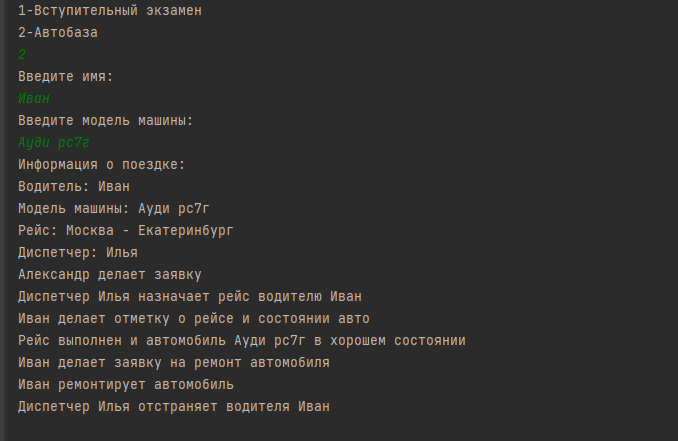 1-Вступительный экзамен
2-Автобаза
2
Введите имя:
Иван
Введите модель машины:
Ауди рс7г
Информация о поездке:
Водитель: Иван
Модель машины: Ауди рс7г
Рейс: Москва - Екатеринбург
Диспетчер: Илья
Александр делает заявку
Диспетчер Илья назначает рейс водителю Иван
Иван делает отметку о рейсе и состоянии авто
Рейс выполнен и автомобиль Ауди рс7г в хорошем состоянии
Иван делает заявку на ремонт автомобиля
Иван ремонтирует автомобиль
Диспетчер Илья отстраняет водителя Иван